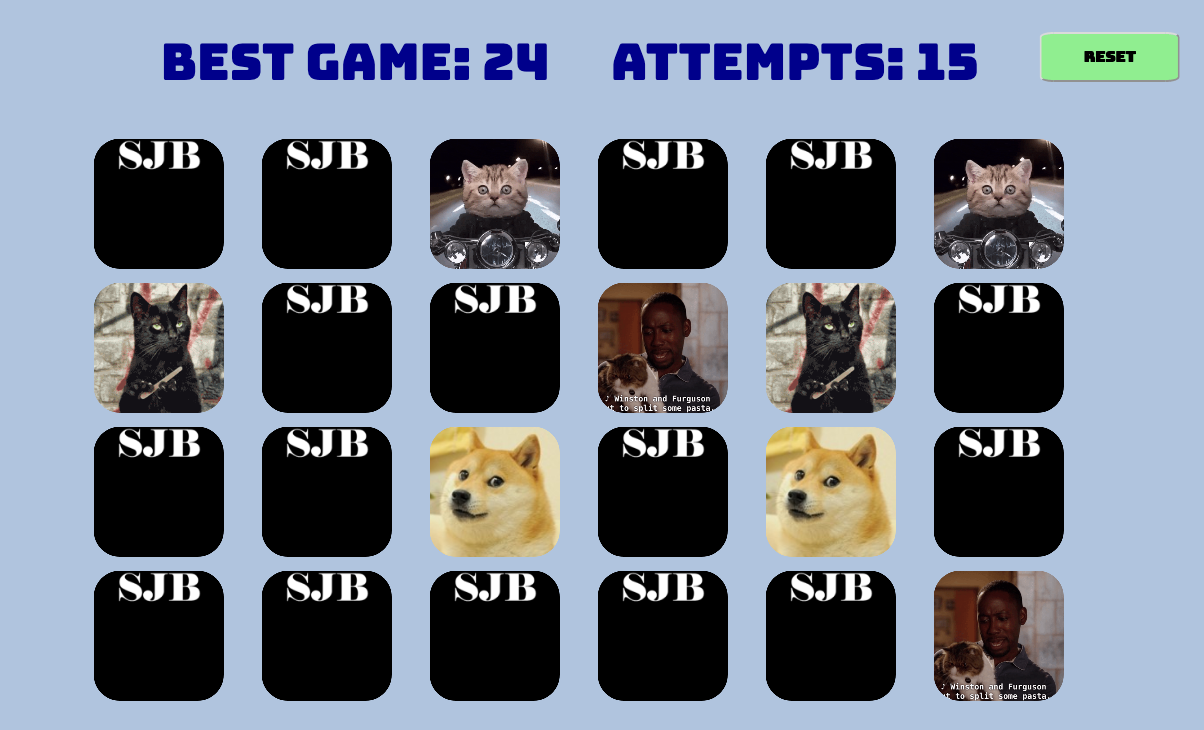 BEST GAME: 24 ATTEMPTS: 15 RESET
SJB SJB SJB SJB
SJB SJB SJB
♪ Winston and Furguson
to split some pasta.
SJB SJB SJB SJB
SJB SJB SJB SJB SJB
♪ Winston and Furguson
to split some pasta.